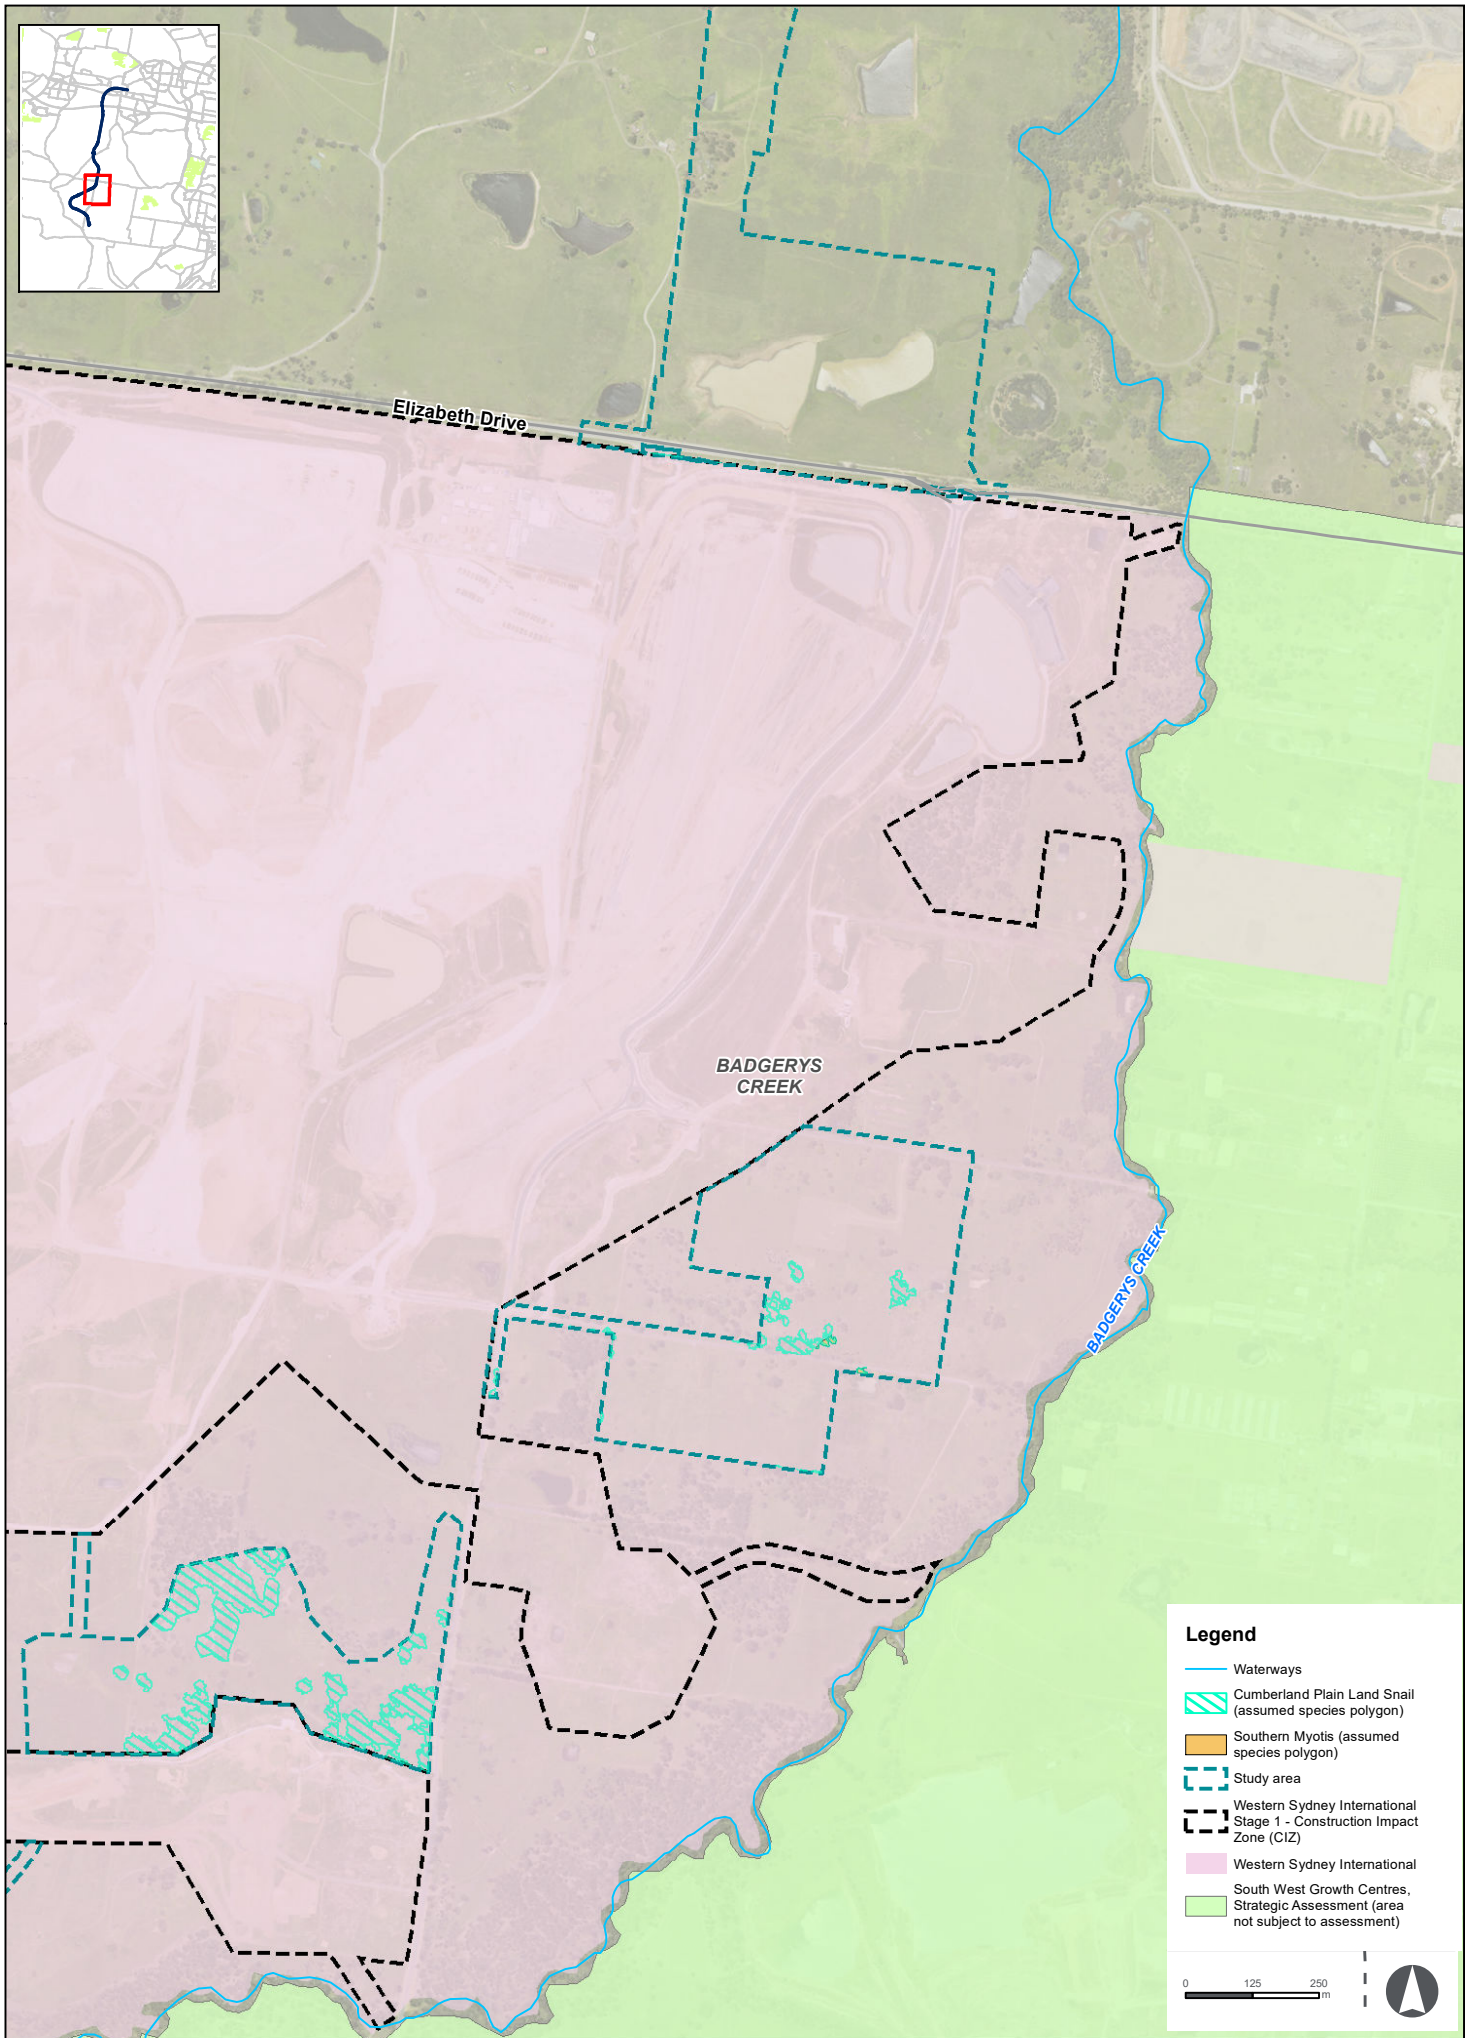 Elizabeth Drive
BADGERYS
CREEK
BADGERYS CREEK
Legend
Waterways
Cumberland Plain Land Snail
(assumed species polygon)
Southern Myotis (assumed
species polygon)
Study area
Western Sydney International
Stage 1 - Construction Impact
Zone (CIZ)
Western Sydney International
South West Growth Centres,
Strategic Assessment (area
not subject to assessment)
0 125 250
m